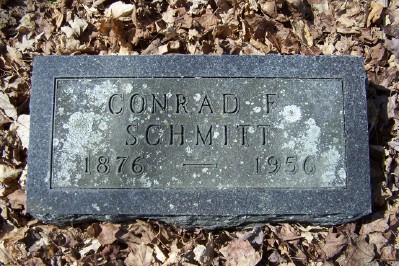 CONRAD F
SCHMITT
1876 — 1956